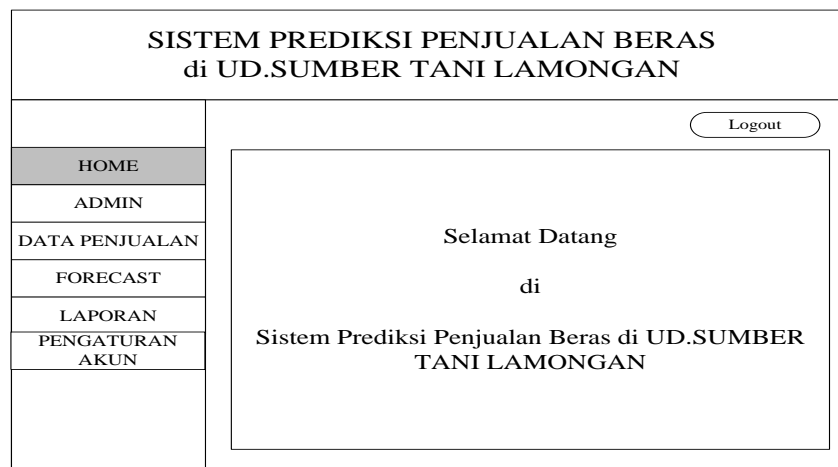 SISTEM PREDIKSI PENJUALAN BERAS
di UD.SUMBER TANI LAMONGAN
Logout
HOME
ADMIN
DATA PENJUALAN
FORECAST
LAPORAN
PENGATURAN
AKUN
Selamat Datang
di
Sistem Prediksi Penjualan Beras di UD.SUMBER
TANI LAMONGAN